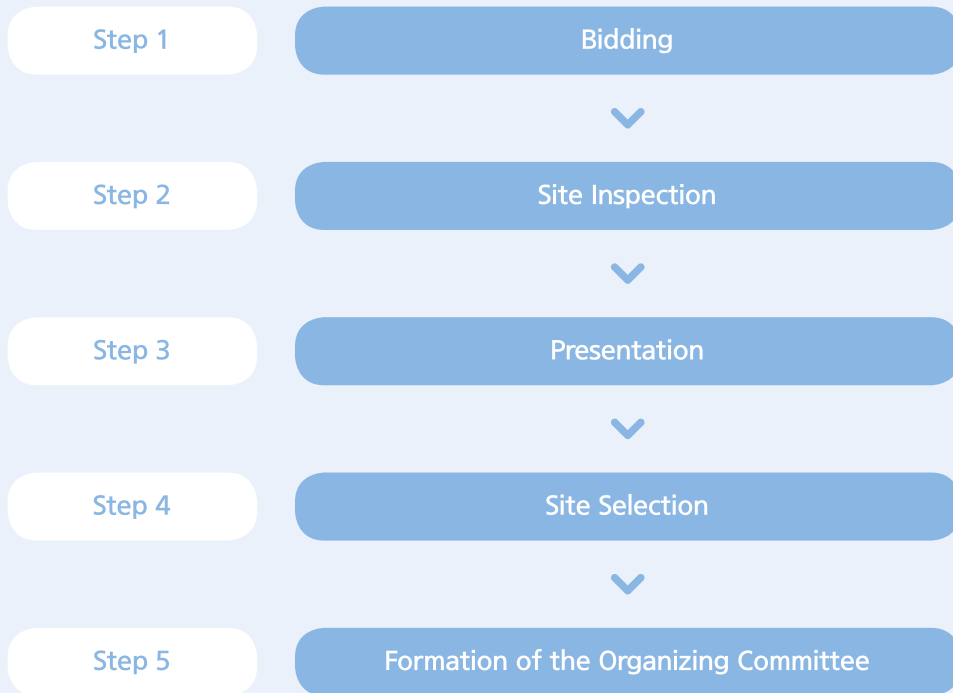 Step 1
Bidding
Step 2
Site Inspection
Step 3
Presentation
Step 4
Site Selection
Step 5
Formation of the Organizing Committee